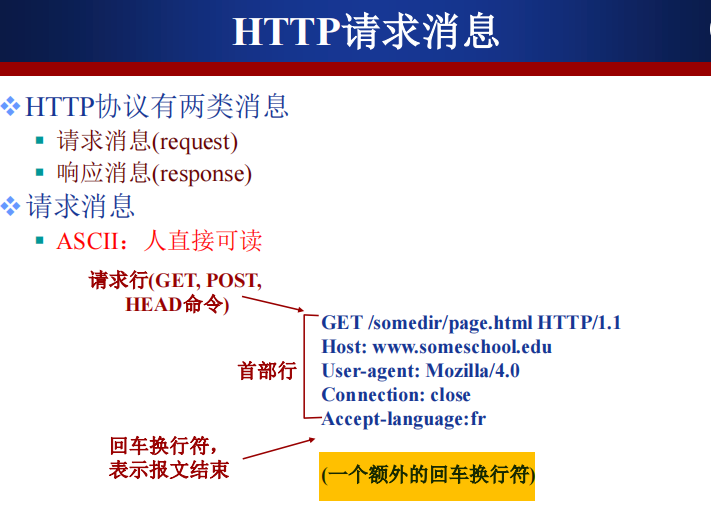 HTTP请求消息
HTTP协议有两类消息
请求消息(request)
响应消息(response)
请求消息
ASCII：人直接可读
请求行(GET, POST,
HEAD命令)
GET /somedir/page.html HTTP/1.1
Host: www.someschool.edu
首部行
User-agent: Mozilla/4.0
Connection: close
Accept-language:fr
回车换行符，
表示报文结束
(一个额外的回车换行符)